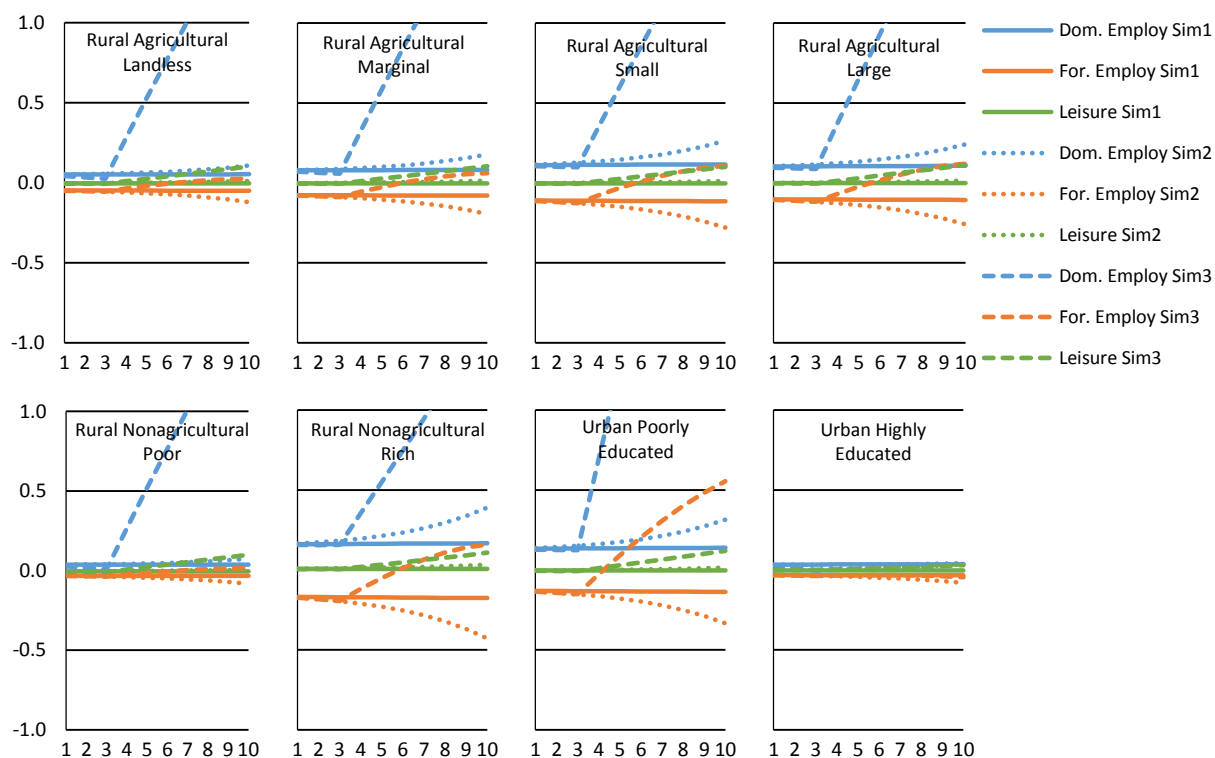 1.0
0.5
0.0
-0.5
-1.0
Rural Agricultural
Landless
1 2 3 4 5 6 7 8 9 10
Rural Agricultural
Marginal
1 2 3 4 5 6 7 8 9 10
Rural Agricultural
Small
1 2 3 4 5 6 7 8 9 10
Rural Agricultural
Large
1 2 3 4 5 6 7 8 9 10
Dom. Employ Sim1
For. Employ Sim1
Leisure Sim1
Dom. Employ Sim2
For. Employ Sim2
Leisure Sim2
Dom. Employ Sim3
For. Employ Sim3
Leisure Sim3
1.0
0.5
0.0
-0.5
-1.0
Rural Nonagricultural
Poor
1 2 3 4 5 6 7 8 9 10
Rural Nonagricultural
Rich
1 2 3 4 5 6 7 8 9 10
Urban Poorly
Educated
1 2 3 4 5 6 7 8 9 10
Urban Highly
Educated
1 2 3 4 5 6 7 8 9 10